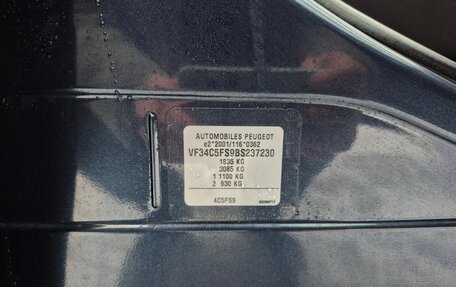 AUTOMOBILES PEUGEOT
e2*2001/116*0362
VF34C5FS9BS237230
1635 KG
3085 KG
1 1100 KG
2 930 KG
4C5FS9